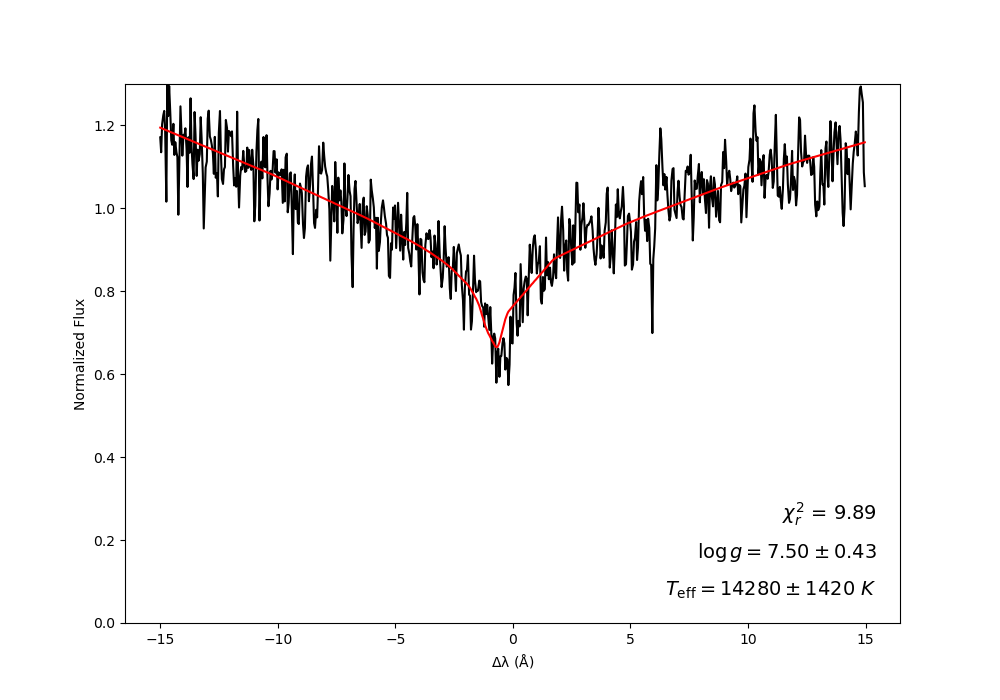 1.2
1.0
0.8
0.6
0.4
0.2
0.0
Normalized Flux
χ²ᵣ = 9.89
log g = 7.50 ± 0.43
T_eff = 14280 ± 1420 K
−15 −10 −5 0 5 10 15
Δλ (Å)